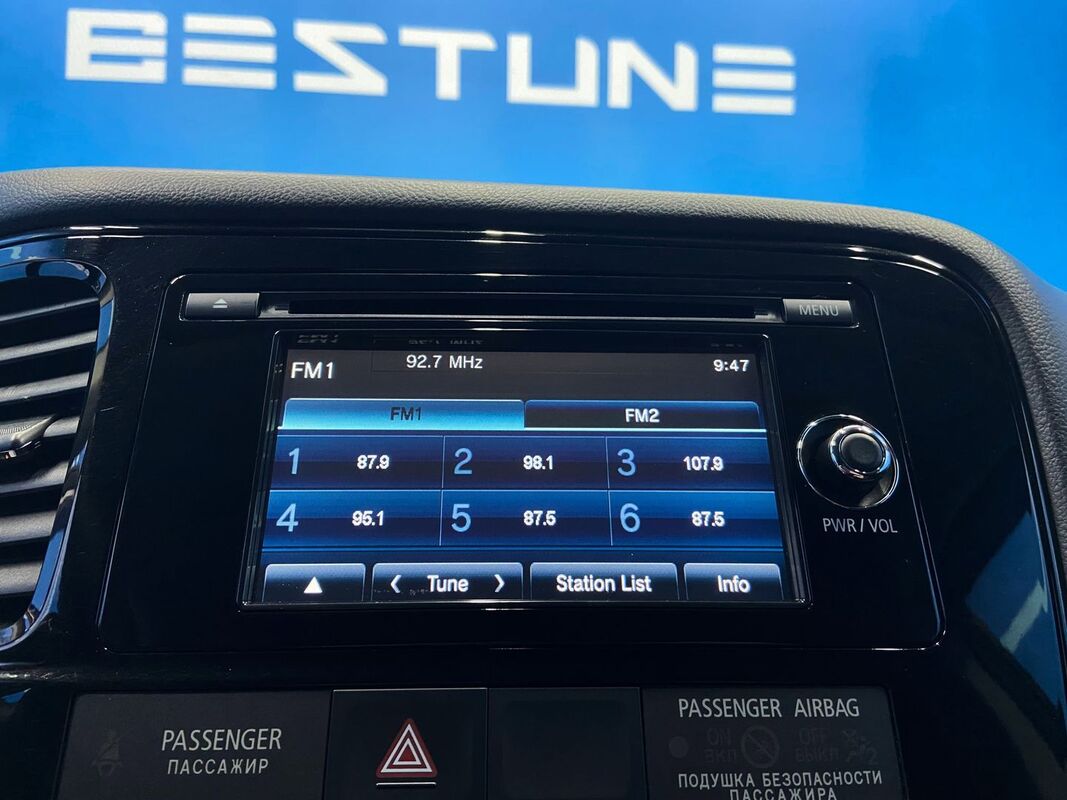 BESTUNE
MENU
FM1 92.7 MHz 9:47
FM1 FM2
1 87.9 2 98.1 3 107.9
4 95.1 5 87.5 6 87.5
Tune Station List Info
PWR / VOL
PASSENGER
ПАССАЖИР
PASSENGER AIRBAG
ON OFF
ВКЛ ВЫКЛ
ПОДУШКА БЕЗОПАСНОСТИ
ПАССАЖИРА